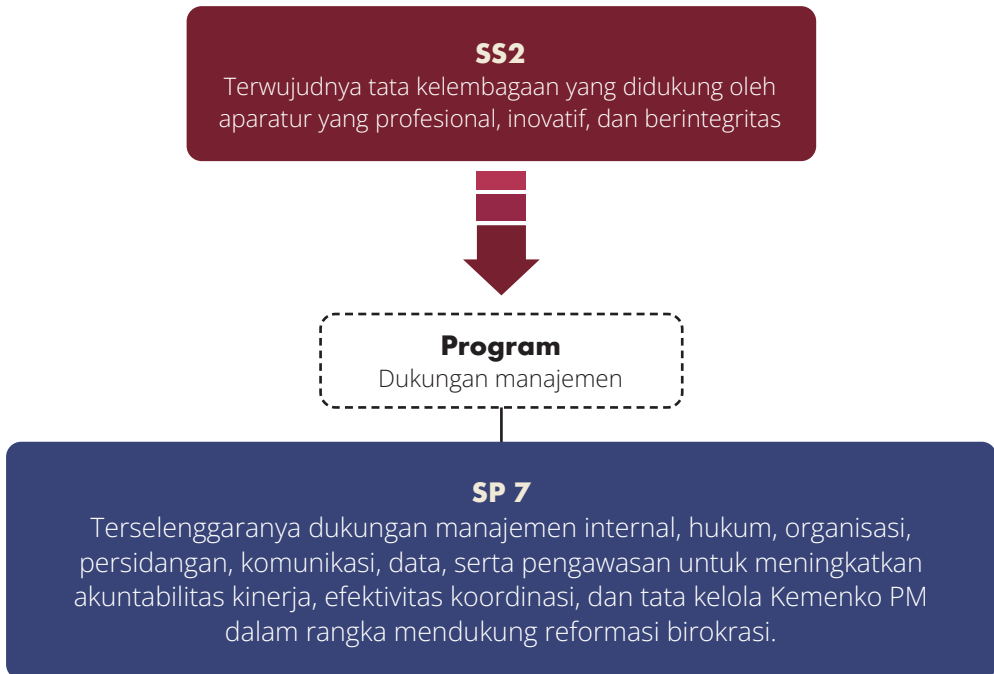 SS2
Terwujudnya tata kelembagaan yang didukung oleh
aparatur yang profesional, inovatif, dan berintegritas
Program
Dukungan manajemen
SP 7
Terselenggaranya dukungan manajemen internal, hukum, organisasi,
persidangan, komunikasi, data, serta pengawasan untuk meningkatkan
akuntabilitas kinerja, efektivitas koordinasi, dan tata kelola Kemenko PM
dalam rangka mendukung reformasi birokrasi.